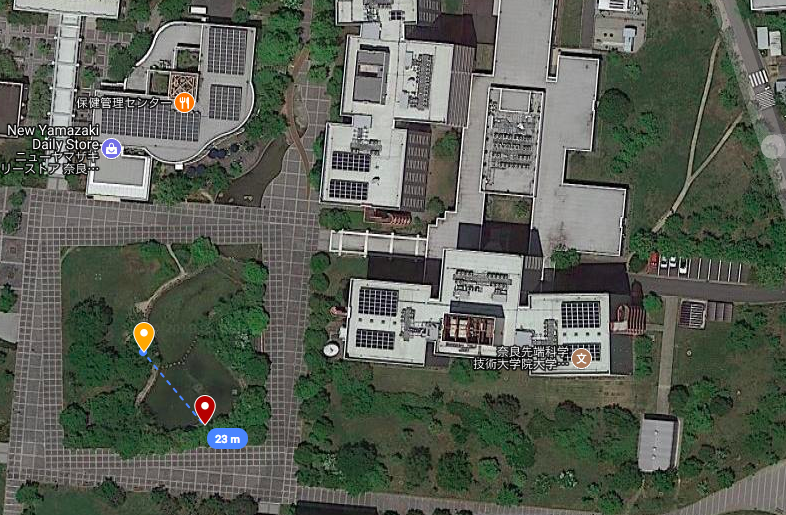 保健管理センター
New Yamazaki
Daily Store
ニューヤマザキ
リーストア 奈良…
奈良先端科学
技術大学院大学…
文
23 m